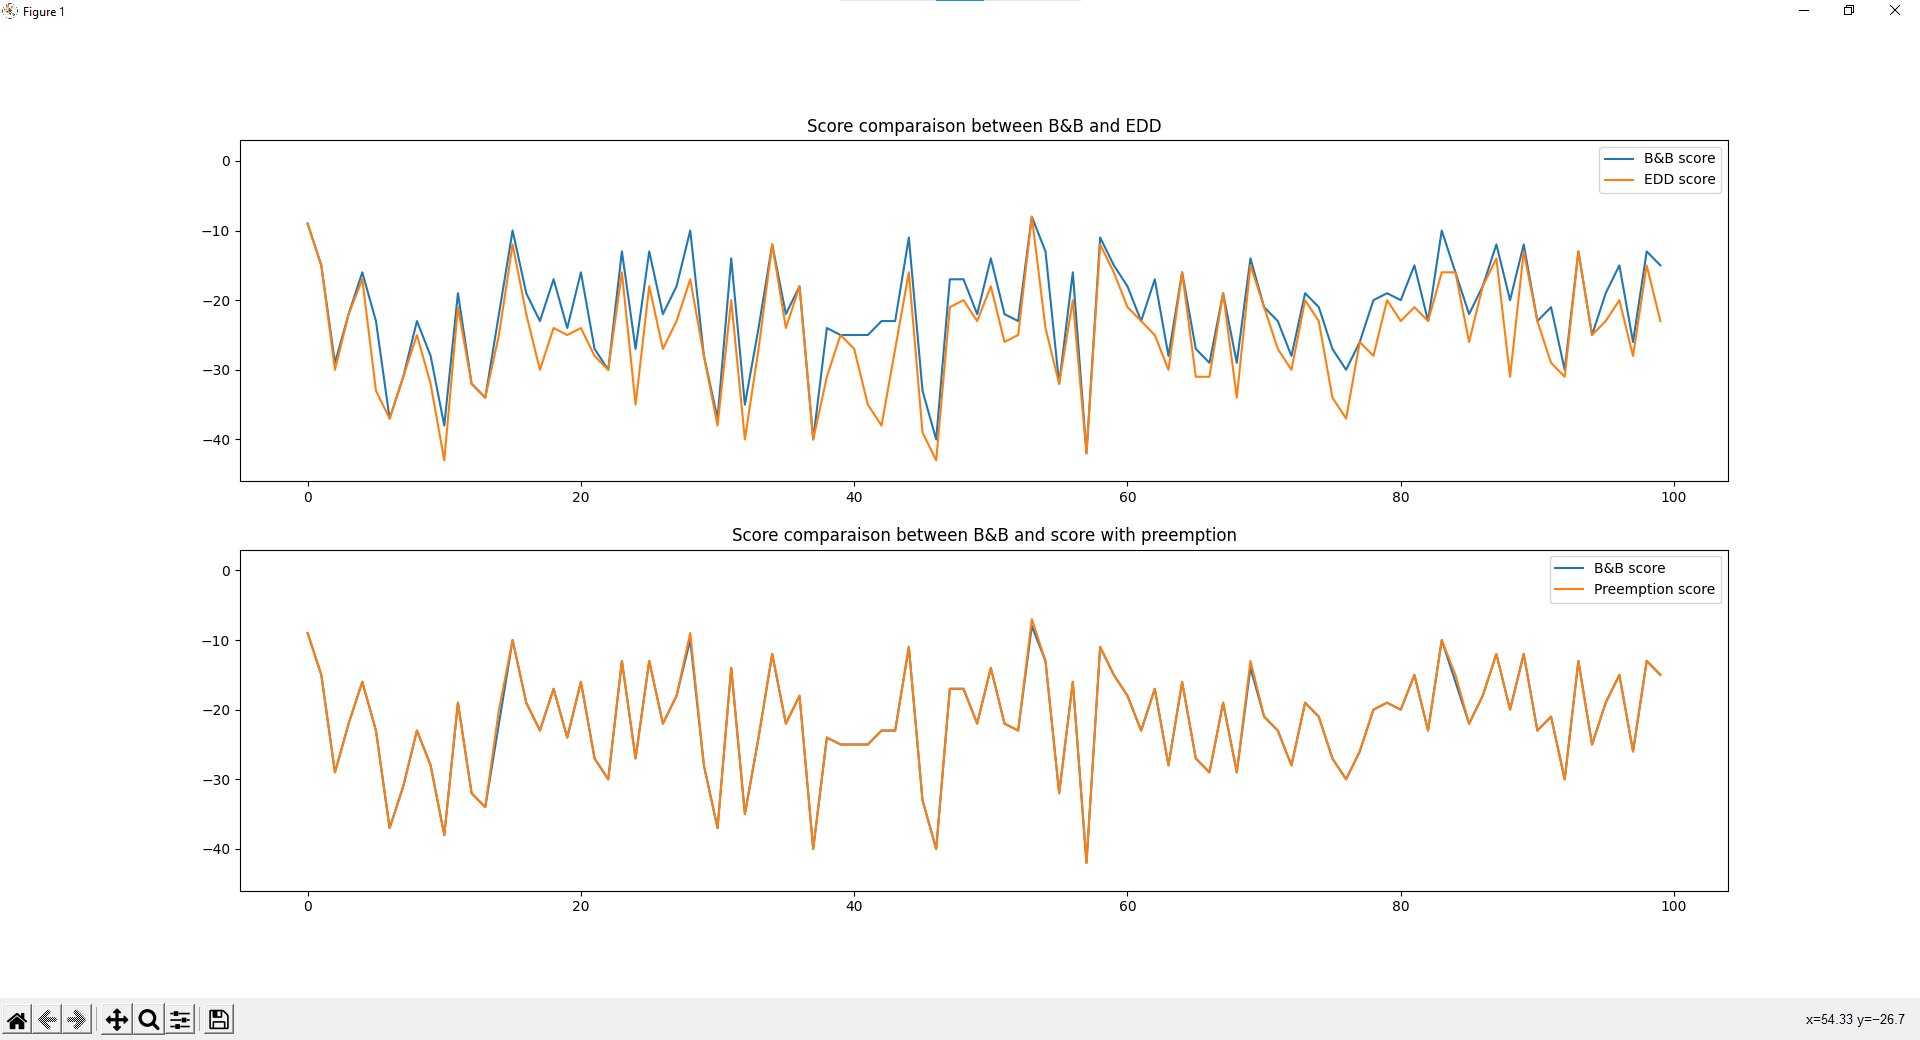 Figure 1
Score comparaison between B&B and EDD
B&B score
EDD score
0
−10
−20
−30
−40
0 20 40 60 80 100
Score comparaison between B&B and score with preemption
B&B score
Preemption score
0
−10
−20
−30
−40
0 20 40 60 80 100
x=54.33 y=−26.7